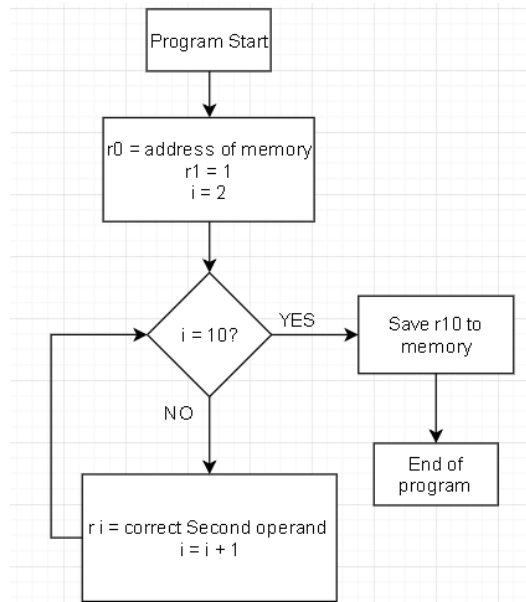 Program Start
r0 = address of memory
r1 = 1
i = 2
i = 10?
YES
Save r10 to
memory
NO
End of
program
r i = correct Second operand
i = i + 1